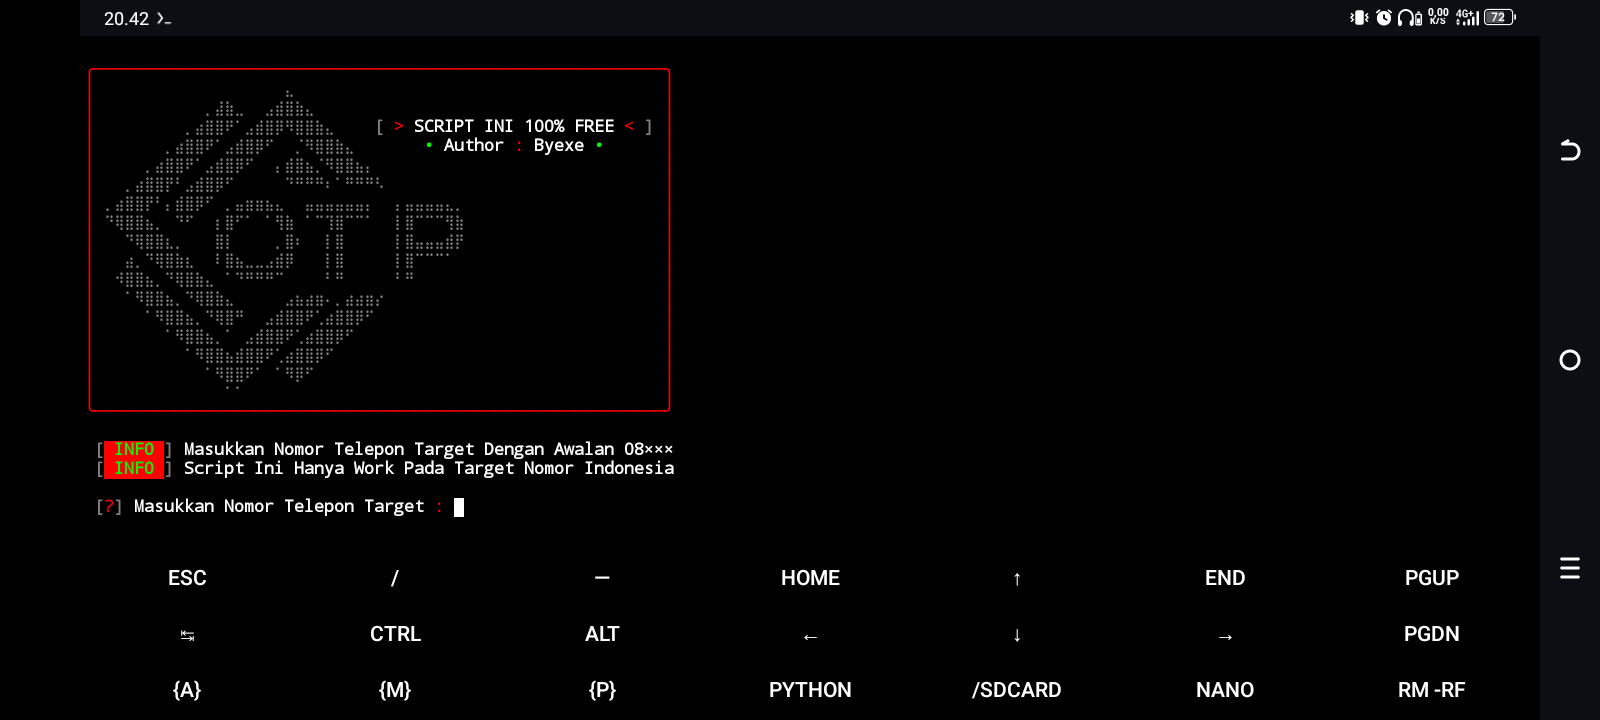 20.42 >_
0,00 K/S 4G+ 72
[ > SCRIPT INI 100% FREE < ]
• Author : Byexe •
OTP
[ INFO ] Masukkan Nomor Telepon Target Dengan Awalan 08×××
[ INFO ] Script Ini Hanya Work Pada Target Nomor Indonesia
[?] Masukkan Nomor Telepon Target :
ESC / — HOME ↑ END PGUP
↹ CTRL ALT ← ↓ → PGDN
{A} {M} {P} PYTHON /SDCARD NANO RM -RF